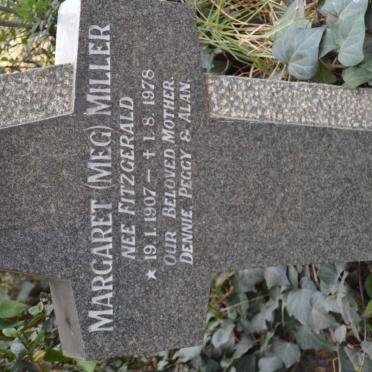 MARGARET (MEG) MILLER
NEE FITZGERALD
★ 19.1.1907 – † 1.8.1978
OUR BELOVED MOTHER.
DENNIE, PEGGY & ALAN.